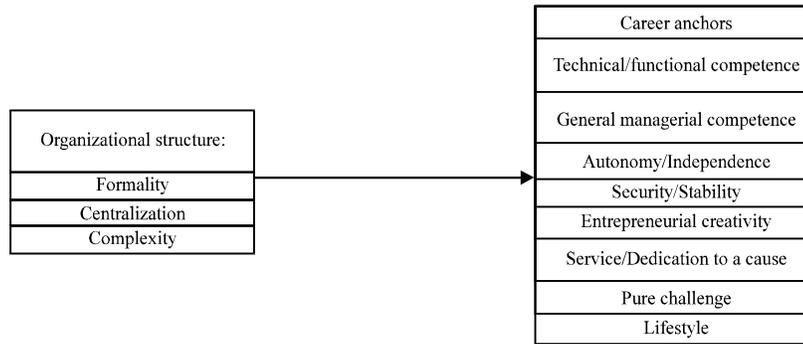 Organizational structure:
Formality
Centralization
Complexity
Career anchors
Technical/functional competence
General managerial competence
Autonomy/Independence
Security/Stability
Entrepreneurial creativity
Service/Dedication to a cause
Pure challenge
Lifestyle